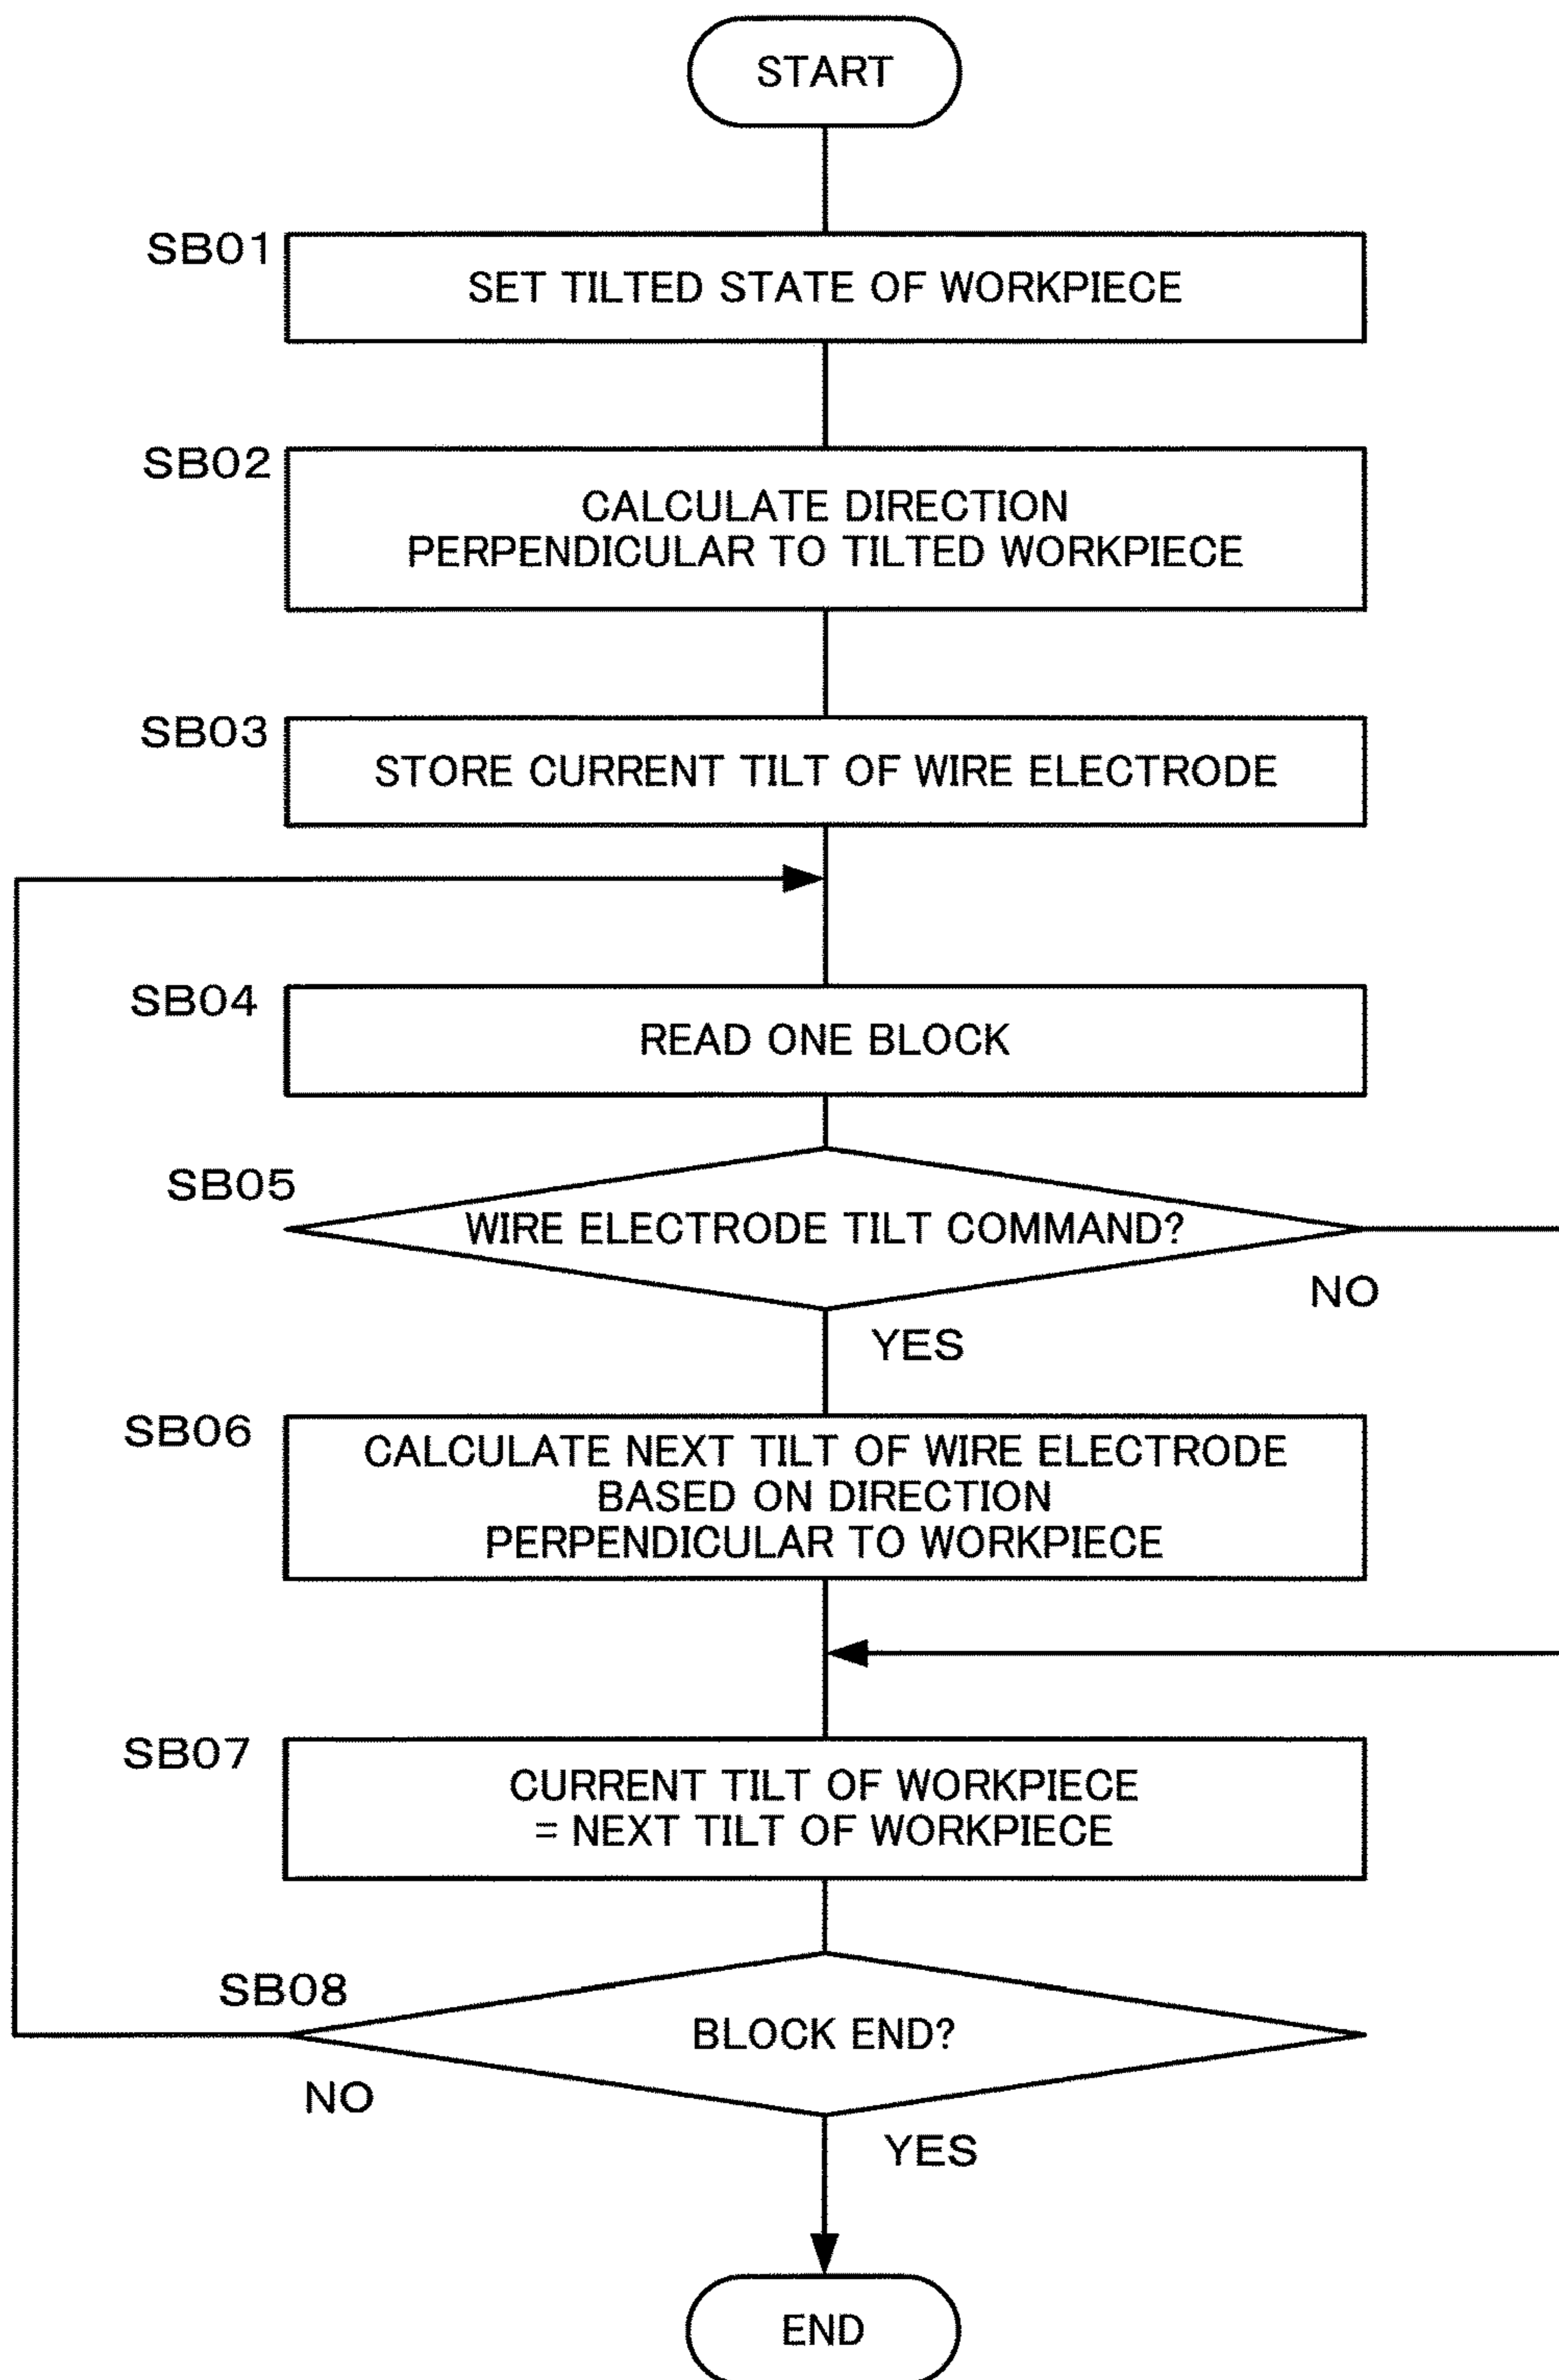 START
SB01
SET TILTED STATE OF WORKPIECE
SB02
CALCULATE DIRECTION
PERPENDICULAR TO TILTED WORKPIECE
SB03
STORE CURRENT TILT OF WIRE ELECTRODE
SB04
READ ONE BLOCK
SB05
WIRE ELECTRODE TILT COMMAND?
NO
YES
SB06
CALCULATE NEXT TILT OF WIRE ELECTRODE
BASED ON DIRECTION
PERPENDICULAR TO WORKPIECE
SB07
CURRENT TILT OF WORKPIECE
= NEXT TILT OF WORKPIECE
SB08
BLOCK END?
NO
YES
END